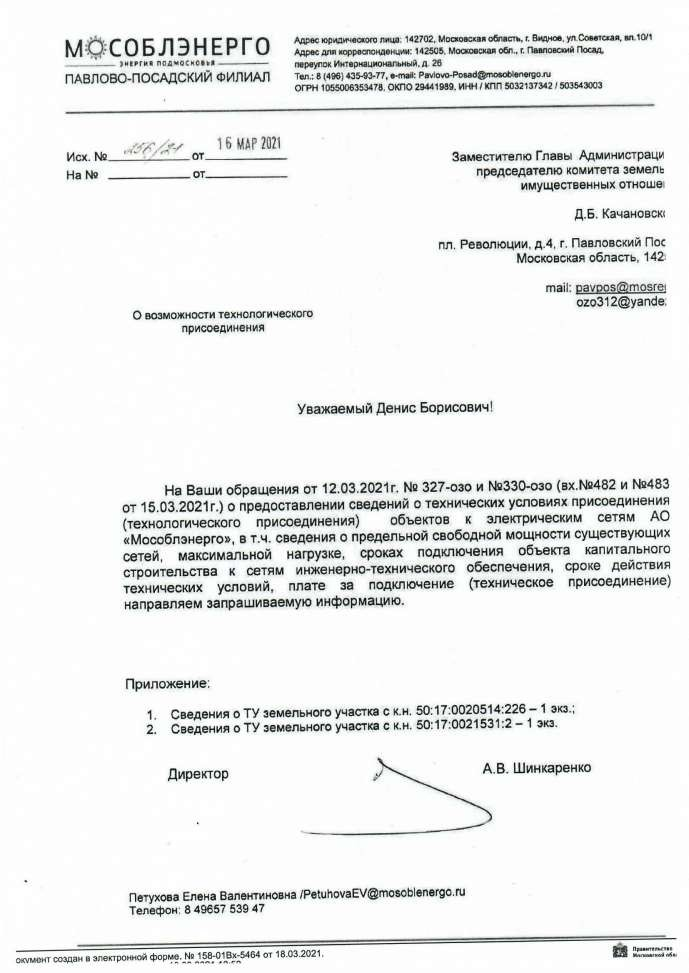 МОСОБЛЭНЕРГО
ЭНЕРГИЯ ПОДМОСКОВЬЯ
ПАВЛОВО-ПОСАДСКИЙ ФИЛИАЛ
Адрес юридического лица: 142702, Московская область, г. Видное, ул.Советская, вл.10/1
Адрес для корреспонденции: 142505, Московская обл., г. Павловский Посад,
переулок Интернациональный, д. 26
Тел.: 8 (496) 435-93-77, e-mail: Pavlovo-Posad@mosoblenergo.ru
ОГРН 1055006353478, ОКПО 29441989, ИНН / КПП 5032137342 / 503543003
Исх. № 256/21 от 16 МАР 2021
На № от
Заместителю Главы Администраци
председателю комитета земель
имущественных отноше
Д.Б. Качановско
пл. Революции, д.4, г. Павловский Пос
Московская область, 142
mail: pavpos@mosre
ozo312@yande
О возможности технологического
присоединения
Уважаемый Денис Борисович!
На Ваши обращения от 12.03.2021г. № 327-озо и №330-озо (вх.№482 и №483
от 15.03.2021г.) о предоставлении сведений о технических условиях присоединения
(технологического присоединения) объектов к электрическим сетям АО
«Мособлэнерго», в т.ч. сведения о предельной свободной мощности существующих
сетей, максимальной нагрузке, сроках подключения объекта капитального
строительства к сетям инженерно-технического обеспечения, сроке действия
технических условий, плате за подключение (техническое присоединение)
направляем запрашиваемую информацию.
Приложение:
1. Сведения о ТУ земельного участка с к.н. 50:17:0020514:226 – 1 экз.;
2. Сведения о ТУ земельного участка с к.н. 50:17:0021531:2 – 1 экз.
Директор
А.В. Шинкаренко
Петухова Елена Валентиновна /PetuhovaEV@mosoblenergo.ru
Телефон: 8 49657 539 47
окумент создан в электронной форме. № 158-01Вх-5464 от 18.03.2021.
Правительство
Московской обла